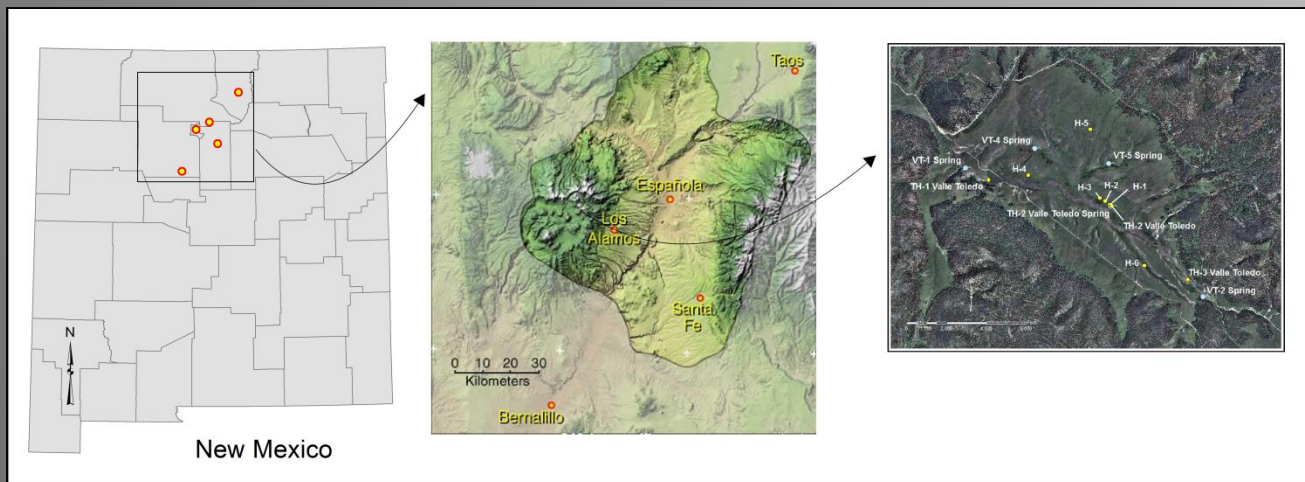 N
New Mexico
Taos
Española
Los
Alamos
Santa
Fe
0 10 20 30
Kilometers
Bernalillo
H-5
VT-4 Spring
VT-5 Spring
VT-1 Spring
H-4
TH-1 Valle Toledo
H-3
H-2
H-1
TH-2 Valle Toledo Spring
TH-2 Valle Toledo
H-6
TH-3 Valle Toledo
VT-2 Spring